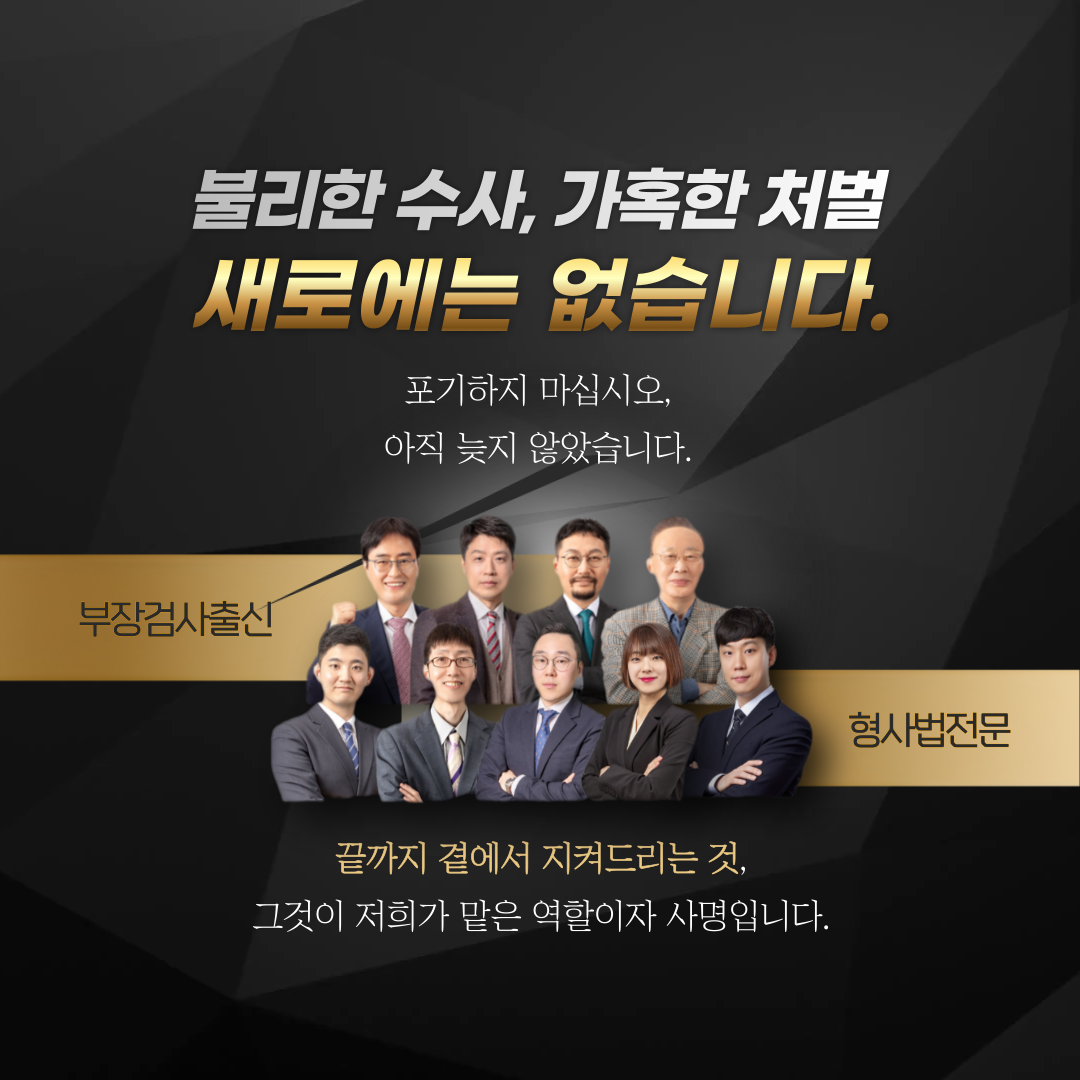 불리한 수사, 가혹한 처벌
새로에는 없습니다.
포기하지 마십시오,
아직 늦지 않았습니다.
부장검사출신
형사법전문
끝까지 곁에서 지켜드리는 것,
그것이 저희가 맡은 역할이자 사명입니다.